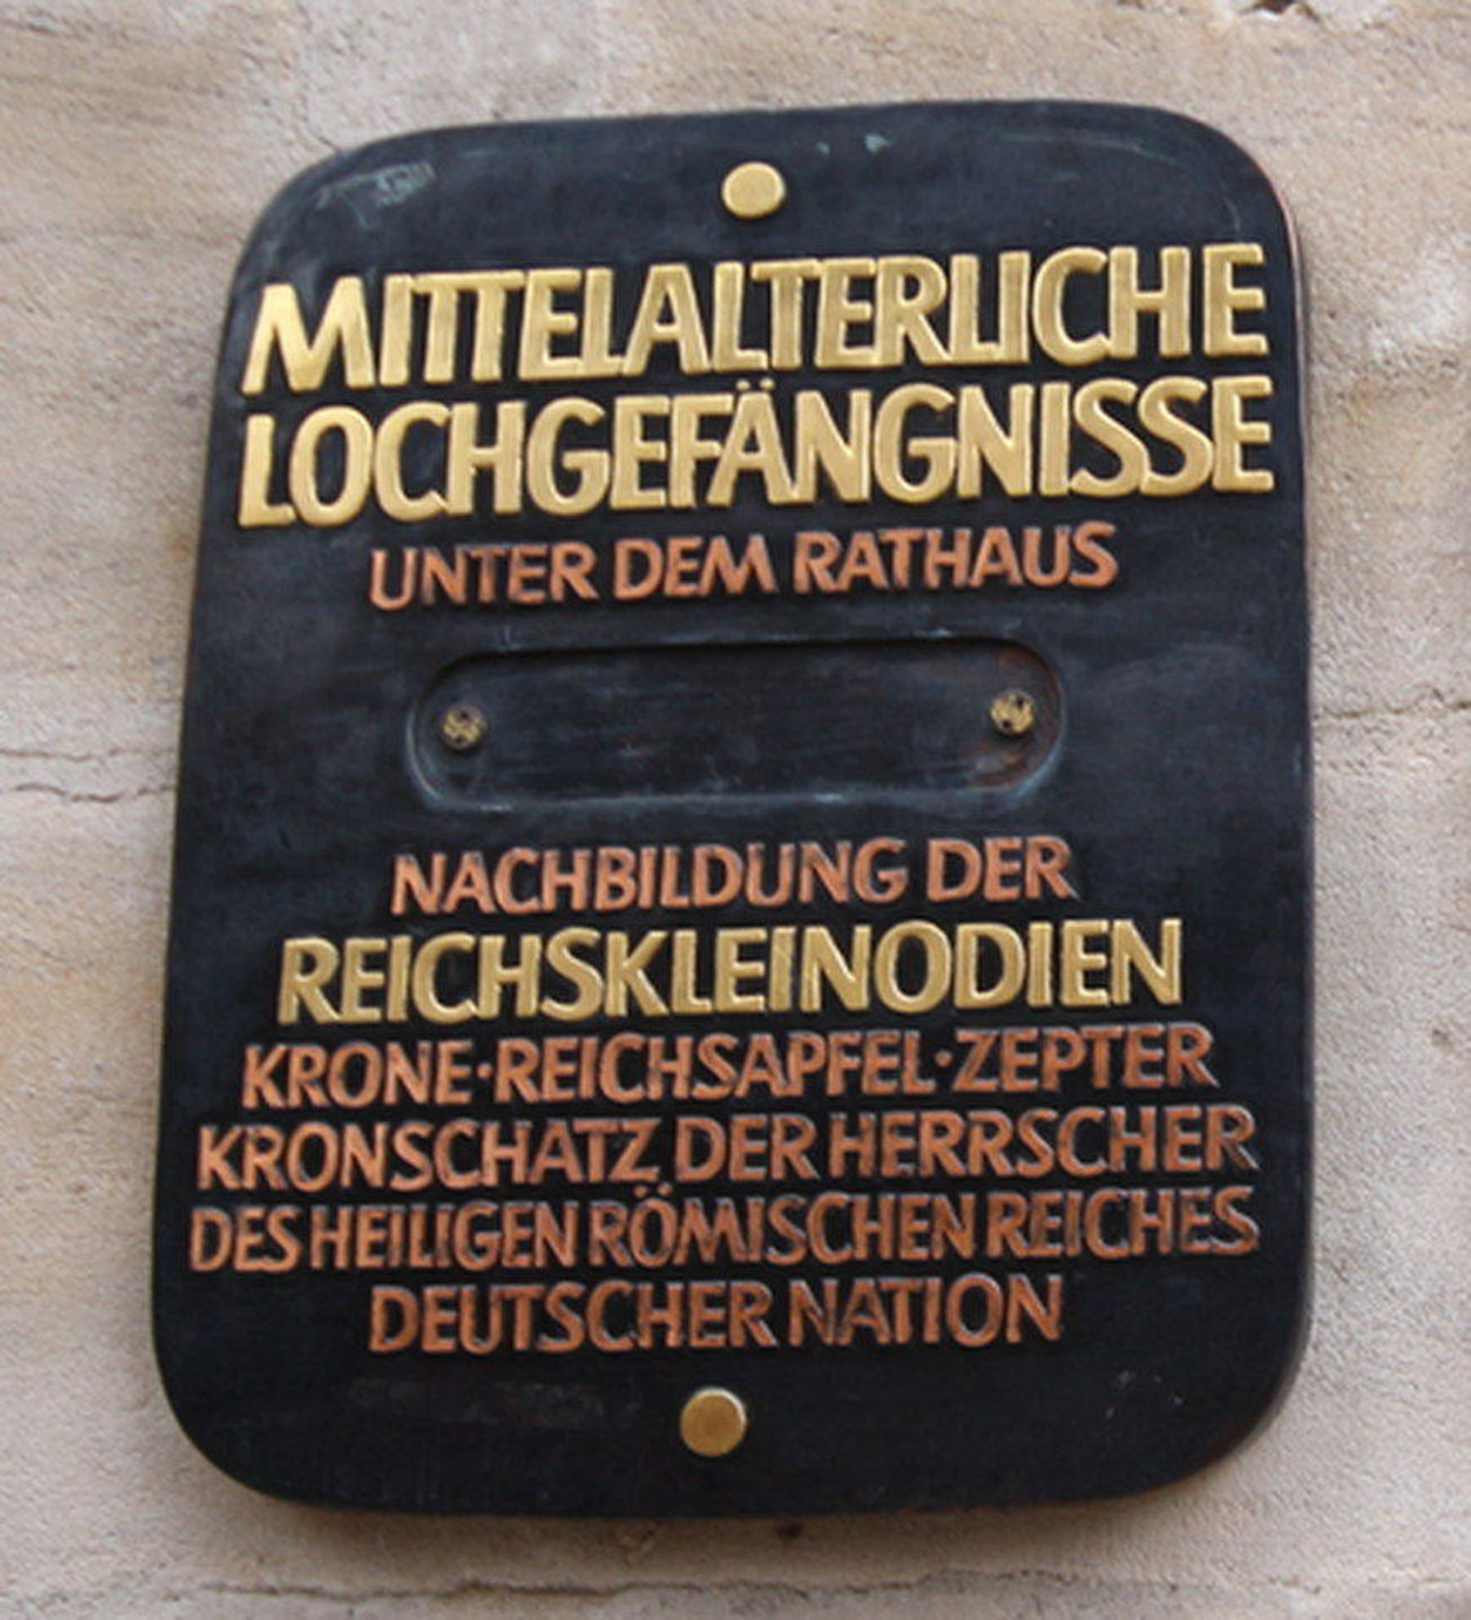 MITTELALTERLICHE
LOCHGEFÄNGNISSE
UNTER DEM RATHAUS
NACHBILDUNG DER
REICHSKLEINODIEN
KRONE·REICHSAPFEL·ZEPTER
KRONSCHATZ DER HERRSCHER
DES HEILIGEN RÖMISCHEN REICHES
DEUTSCHER NATION